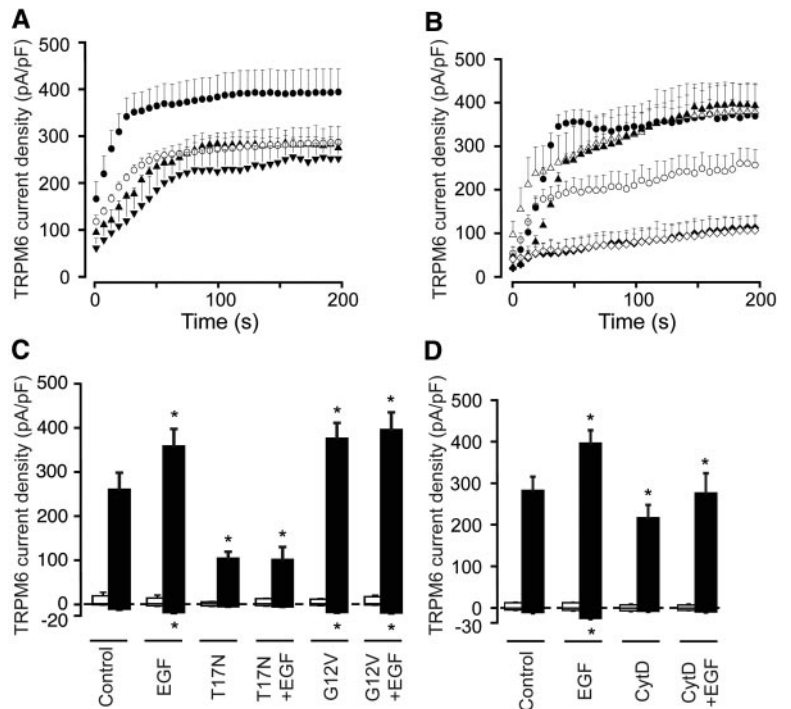 A
TRPM6 current density (pA/pF)
500
400
300
200
100
0
0
100
200
Time (s)
B
TRPM6 current density (pA/pF)
500
400
300
200
100
0
0
100
200
Time (s)
C
TRPM6 current density (pA/pF)
500
400
300
200
100
0
-20
*
*
*
*
*
*
*
*
Control
EGF
T17N
T17N
+EGF
G12V
G12V
+EGF
D
TRPM6 current density (pA/pF)
500
400
300
200
100
0
-30
*
*
*
*
Control
EGF
CytD
CytD
+EGF